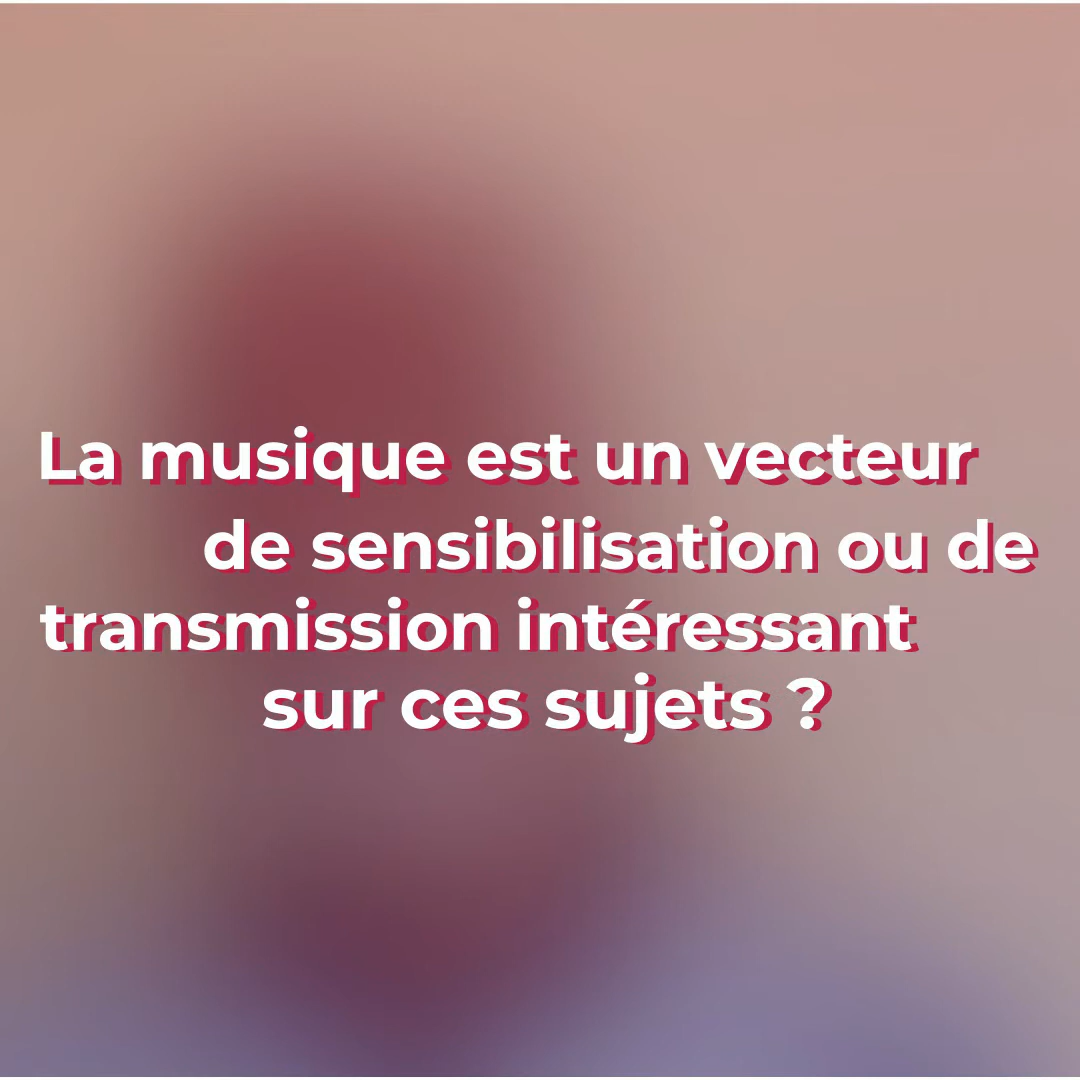 La musique est un vecteur
de sensibilisation ou de
transmission intéressant
sur ces sujets ?